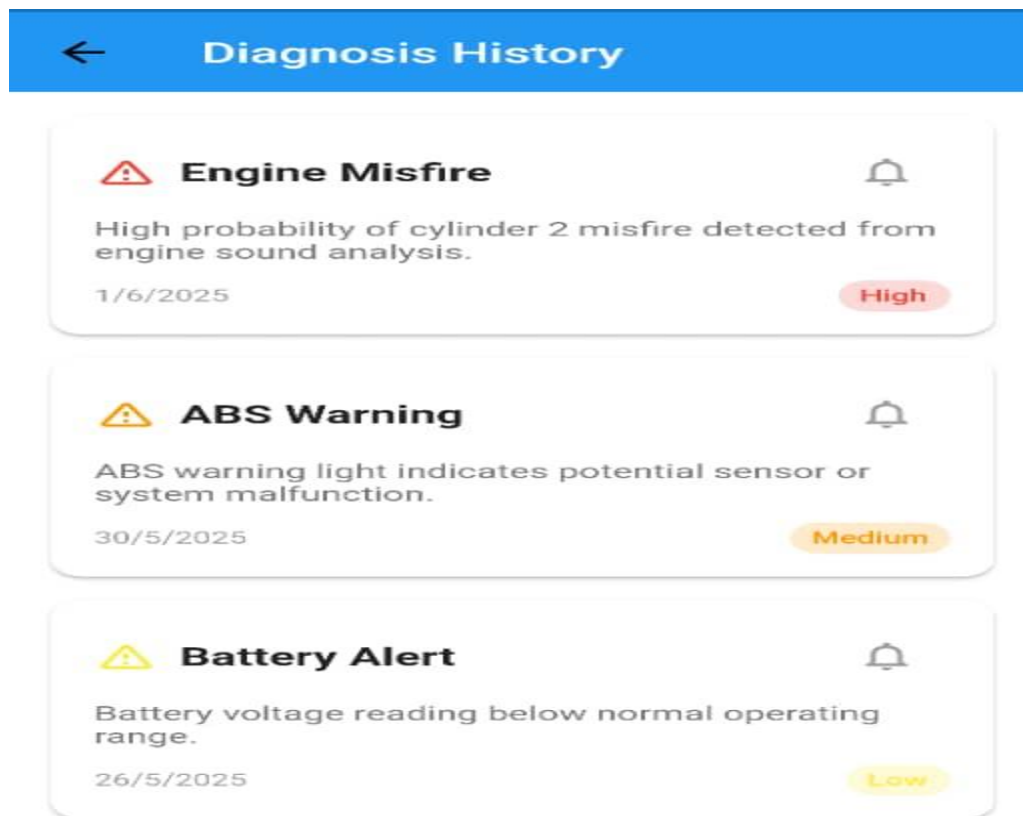 Diagnosis History
Engine Misfire
High probability of cylinder 2 misfire detected from
engine sound analysis.
1/6/2025
High
ABS Warning
ABS warning light indicates potential sensor or
system malfunction.
30/5/2025
Medium
Battery Alert
Battery voltage reading below normal operating
range.
26/5/2025
Low